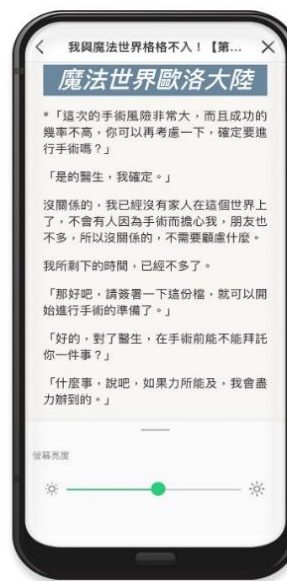 我與魔法世界格格不入！【第...
魔法世界歐洛大陸
*「這次的手術風險非常大，而且成功的
幾率不高，你可以再考慮一下，確定要進
行手術嗎？」
「是的醫生，我確定。」
沒關係的，我已經沒有家人在這個世界上
了，不會有人因為手術而擔心我，朋友也
不多，所以沒關係的，不需要顧慮什麼。
我所剩下的時間，已經不多了。
「那好吧，請簽署一下這份檔，就可以開
始進行手術的準備了。」
「好的，對了醫生，在手術前能不能拜託
你一件事？」
「什麼事，說吧，如果力所能及，我會盡
力辦到的。」
螢幕亮度